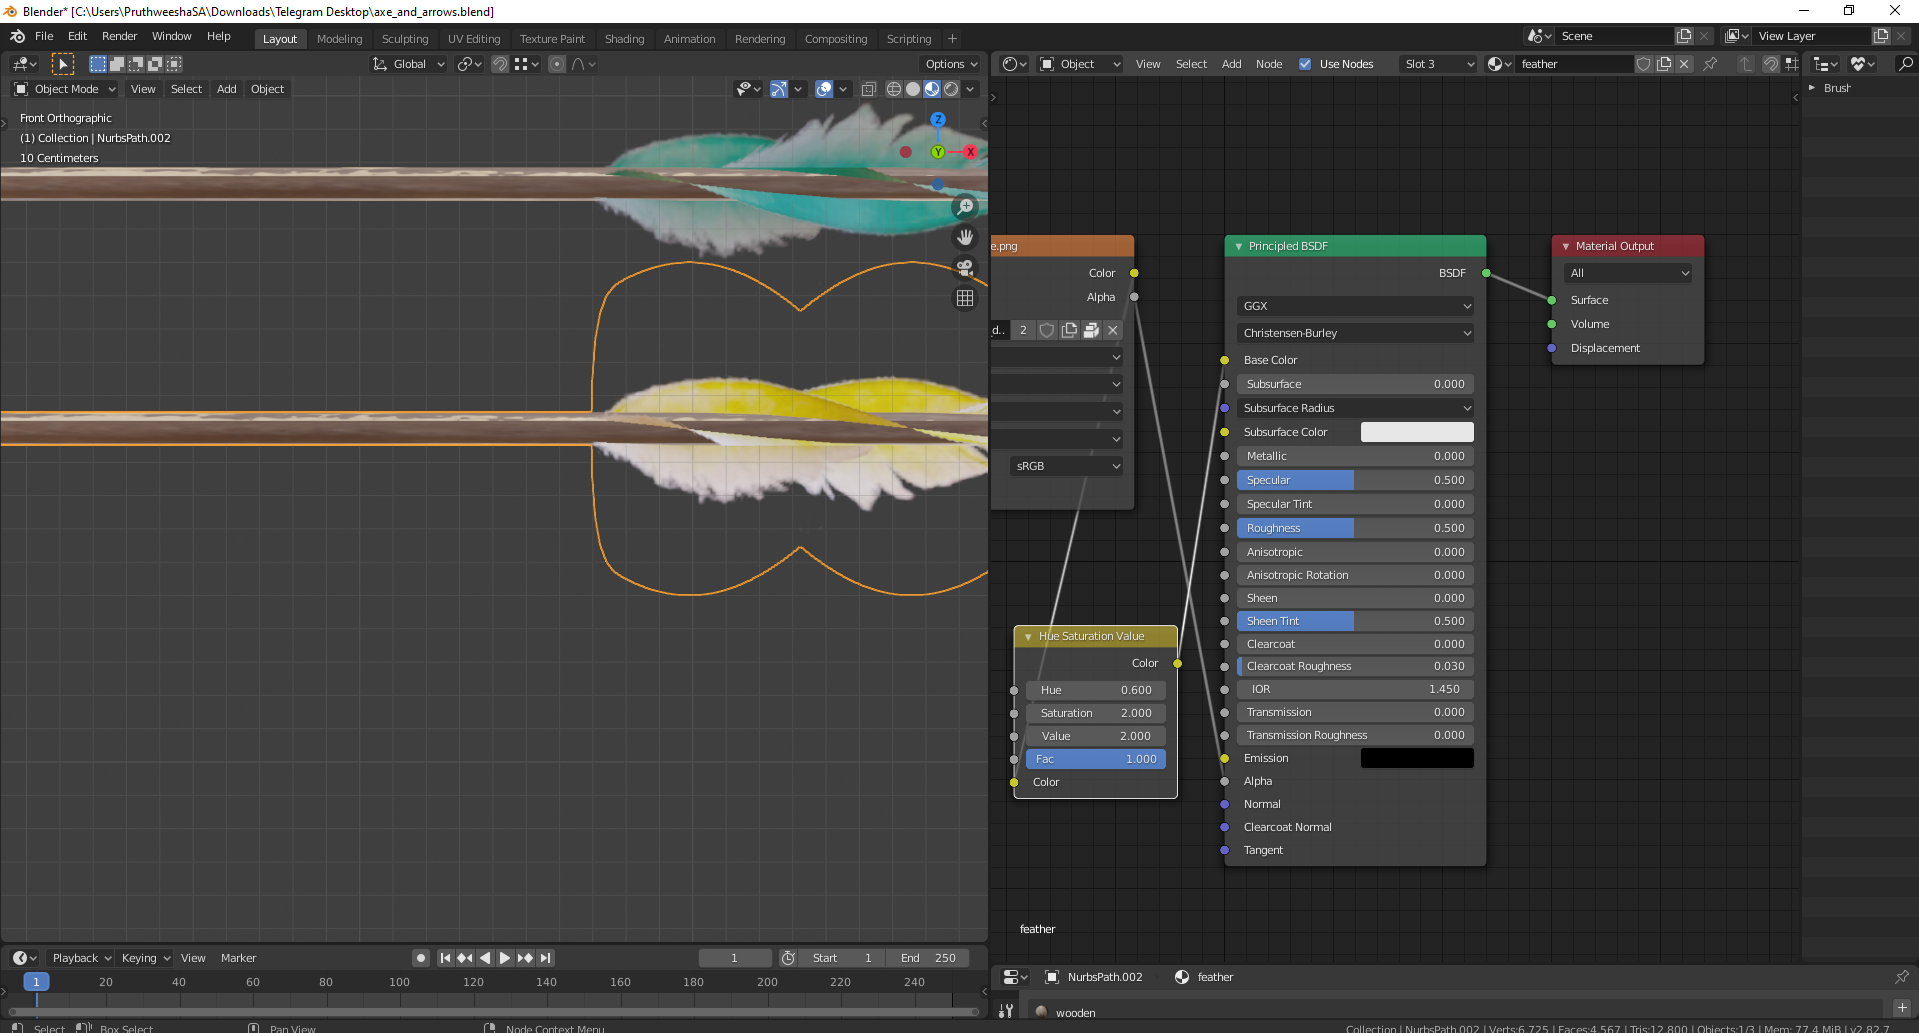 Blender* [C:\Users\PruthweeshaSA\Downloads\Telegram Desktop\axe_and_arrows.blend]
File Edit Render Window Help Layout Modeling Sculpting UV Editing Texture Paint Shading Animation Rendering Compositing Scripting + Scene View Layer
Global Options
Object View Select Add Node Use Nodes Slot 3 feather
Object Mode View Select Add Object
Brush
Front Orthographic
(1) Collection | NurbsPath.002
10 Centimeters
Z
Y
X
e.png
Color
Alpha
d..
2
sRGB
Principled BSDF
BSDF
GGX
Christensen-Burley
Base Color
Subsurface 0.000
Subsurface Radius
Subsurface Color
Metallic 0.000
Specular 0.500
Specular Tint 0.000
Roughness 0.500
Anisotropic 0.000
Anisotropic Rotation 0.000
Sheen 0.000
Sheen Tint 0.500
Clearcoat 0.000
Clearcoat Roughness 0.030
IOR 1.450
Transmission 0.000
Transmission Roughness 0.000
Emission
Alpha
Normal
Clearcoat Normal
Tangent
Material Output
All
Surface
Volume
Displacement
Hue Saturation Value
Color
Hue 0.600
Saturation 2.000
Value 2.000
Fac 1.000
Color
feather
Playback Keying View Marker 1 Start 1 End 250
1 20 40 60 80 100 120 140 160 180 200 220 240
NurbsPath.002 feather
wooden
Select Box Select Pan View Node Context Menu
Collection | NurbsPath.002 | Verts:6,725 | Faces:4,567 | Tris:12,800 | Objects:1/3 | Mem: 77.4 MiB | v2.82.7